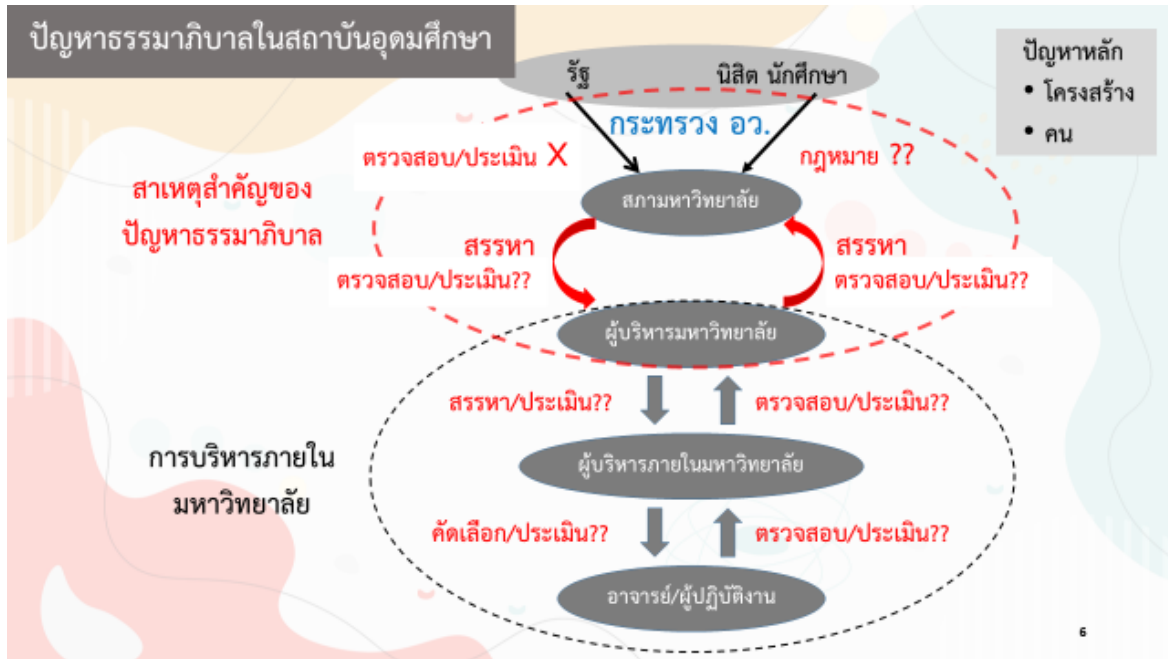 ปัญหาธรรมาภิบาลในสถาบันอุดมศึกษา
ปัญหาหลัก
• โครงสร้าง
• คน
รัฐ
นิสิต นักศึกษา
กระทรวง อว.
ตรวจสอบ/ประเมิน X
กฎหมาย ??
สาเหตุสำคัญของ
ปัญหาธรรมาภิบาล
สภามหาวิทยาลัย
สรรหา
ตรวจสอบ/ประเมิน??
สรรหา
ตรวจสอบ/ประเมิน??
ผู้บริหารมหาวิทยาลัย
สรรหา/ประเมิน??
ตรวจสอบ/ประเมิน??
การบริหารภายใน
มหาวิทยาลัย
ผู้บริหารภายในมหาวิทยาลัย
คัดเลือก/ประเมิน??
ตรวจสอบ/ประเมิน??
อาจารย์/ผู้ปฏิบัติงาน
6